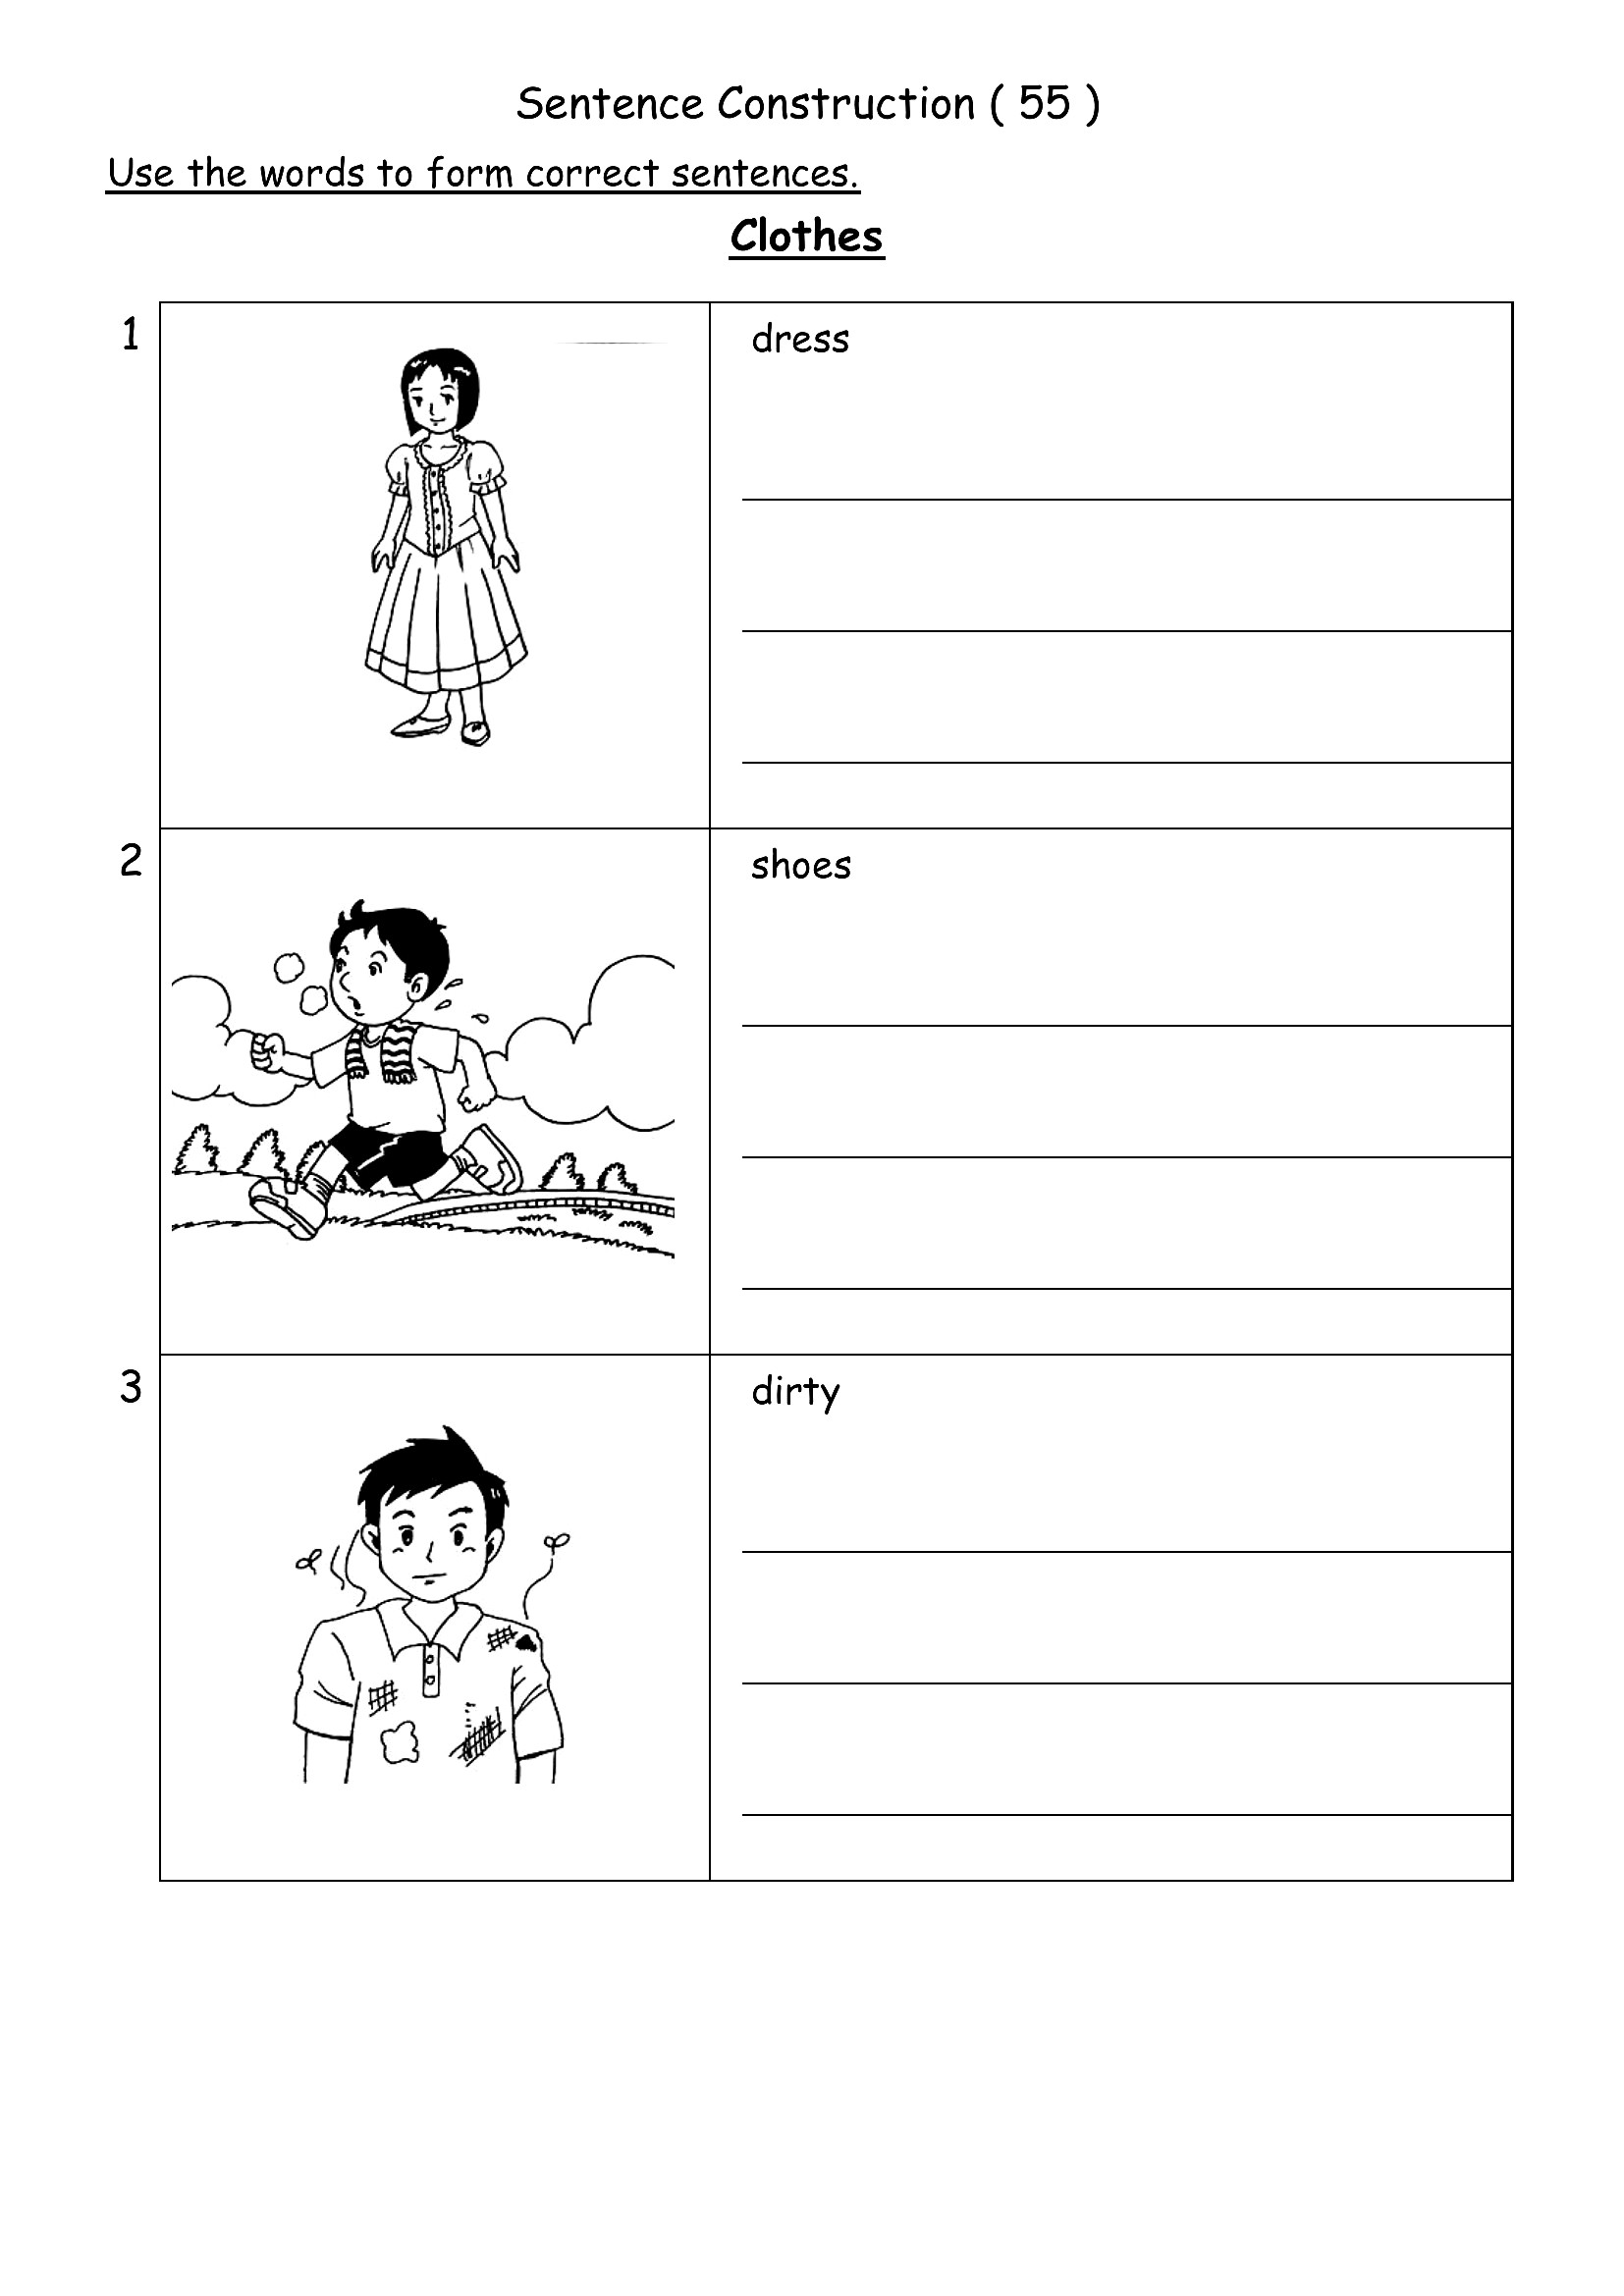 Sentence Construction ( 55 )
Use the words to form correct sentences.
Clothes
1
dress
2
shoes
3
dirty